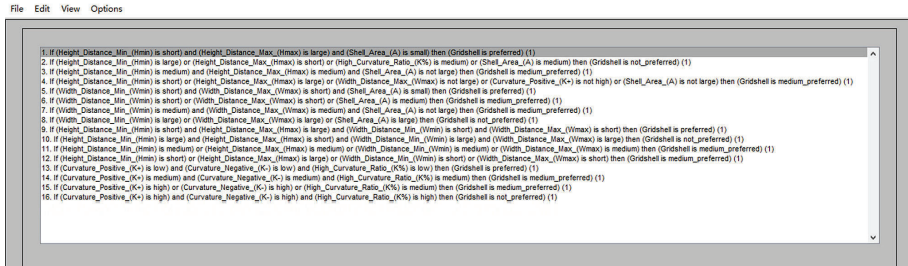 File Edit View Options
1. If (Height_Distance_Min_(Hmin) is short) and (Height_Distance_Max_(Hmax) is large) and (Shell_Area_(A) is small) then (Gridshell is preferred) (1)
2. If (Height_Distance_Min_(Hmin) is large) or (Height_Distance_Max_(Hmax) is short) or (High_Curvature_Ratio_(K%) is medium) or (Shell_Area_(A) is medium) then (Gridshell is not_preferred) (1)
3. If (Height_Distance_Min_(Hmin) is medium) and (Height_Distance_Max_(Hmax) is medium) and (Shell_Area_(A) is not large) then (Gridshell is medium_preferred) (1)
4. If (Height_Distance_Min_(Hmin) is short) or (Height_Distance_Max_(Hmax) is not large) or (Curvature_Positive_(K+) is not high) or (Shell_Area_(A) is not large) then (Gridshell is medium_preferred) (1)
5. If (Width_Distance_Min_(Wmin) is short) and (Width_Distance_Max_(Wmax) is short) and (Shell_Area_(A) is small) then (Gridshell is preferred) (1)
6. If (Width_Distance_Min_(Wmin) is short) or (Width_Distance_Max_(Wmax) is short) or (Shell_Area_(A) is medium) then (Gridshell is medium_preferred) (1)
7. If (Width_Distance_Min_(Wmin) is medium) and (Width_Distance_Max_(Wmax) is medium) and (Shell_Area_(A) is not large) then (Gridshell is medium_preferred) (1)
8. If (Width_Distance_Min_(Wmin) is large) or (Width_Distance_Max_(Wmax) is large) or (Shell_Area_(A) is large) then (Gridshell is not_preferred) (1)
9. If (Height_Distance_Min_(Hmin) is short) and (Height_Distance_Max_(Hmax) is large) and (Width_Distance_Min_(Wmin) is short) and (Width_Distance_Max_(Wmax) is short) then (Gridshell is preferred) (1)
10. If (Height_Distance_Min_(Hmin) is large) and (Height_Distance_Max_(Hmax) is short) and (Width_Distance_Min_(Wmin) is large) and (Width_Distance_Max_(Wmax) is large) then (Gridshell is not_preferred) (1)
11. If (Height_Distance_Min_(Hmin) is medium) or (Height_Distance_Max_(Hmax) is medium) or (Width_Distance_Min_(Wmin) is medium) or (Width_Distance_Max_(Wmax) is medium) then (Gridshell is medium_preferred) (1)
12. If (Height_Distance_Min_(Hmin) is short) or (Height_Distance_Max_(Hmax) is large) or (Width_Distance_Min_(Wmin) is short) or (Width_Distance_Max_(Wmax) is short) then (Gridshell is medium_preferred) (1)
13. If (Curvature_Positive_(K+) is low) and (Curvature_Negative_(K-) is low) and (High_Curvature_Ratio_(K%) is low) then (Gridshell is preferred) (1)
14. If (Curvature_Positive_(K+) is medium) and (Curvature_Negative_(K-) is medium) and (High_Curvature_Ratio_(K%) is medium) then (Gridshell is medium_preferred) (1)
15. If (Curvature_Positive_(K+) is high) or (Curvature_Negative_(K-) is high) or (High_Curvature_Ratio_(K%) is medium) then (Gridshell is medium_preferred) (1)
16. If (Curvature_Positive_(K+) is high) and (Curvature_Negative_(K-) is high) and (High_Curvature_Ratio_(K%) is high) then (Gridshell is not_preferred) (1)